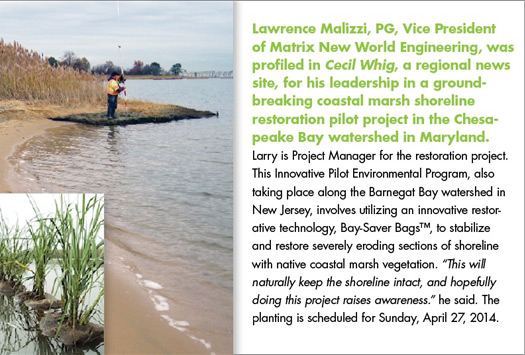 Lawrence Malizzi, PG, Vice President
of Matrix New World Engineering, was
profiled in Cecil Whig, a regional news
site, for his leadership in a ground-
breaking coastal marsh shoreline
restoration pilot project in the Chesa-
peake Bay watershed in Maryland.
Larry is Project Manager for the restoration project.
This Innovative Pilot Environmental Program, also
taking place along the Barnegat Bay watershed in
New Jersey, involves utilizing an innovative restor-
ative technology, Bay-Saver Bags™, to stabilize
and restore severely eroding sections of shoreline
with native coastal marsh vegetation. "This will
naturally keep the shoreline intact, and hopefully
doing this project raises awareness." he said. The
planting is scheduled for Sunday, April 27, 2014.